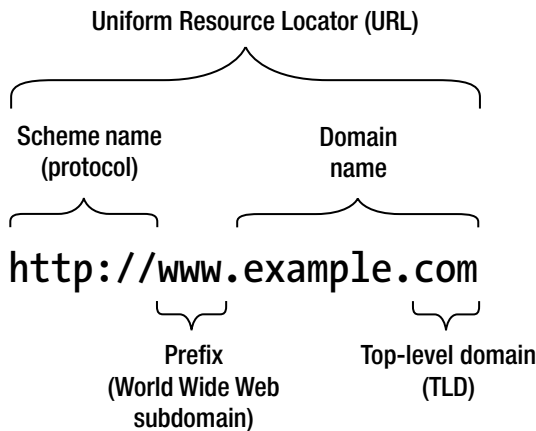 Uniform Resource Locator (URL)
Scheme name
(protocol)
Domain
name
http://www.example.com
Prefix
(World Wide Web
subdomain)
Top-level domain
(TLD)